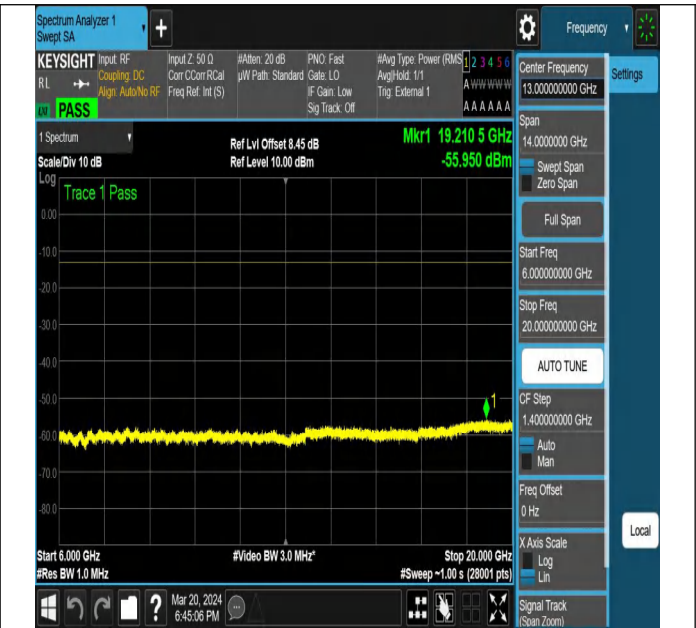 Spectrum Analyzer 1
Swept SA
+
Frequency
KEYSIGHT
Input: RF
Coupling: DC
Align: Auto/No RF
Input Z: 50 Ω
Corr CCorr RCal
Freq Ref: Int (S)
#Atten: 20 dB
µW Path: Standard
PNO: Fast
Gate: LO
IF Gain: Low
Sig Track: Off
#Avg Type: Power (RMS)
Avg|Hold: 1/1
Trig: External 1
1 2 3 4 5 6
A W W W W W
A A A A A A
RL
PASS
1 Spectrum
Scale/Div 10 dB
Log
Ref Lvl Offset 8.45 dB
Ref Level 10.00 dBm
Mkr1 19.210 5 GHz
-55.950 dBm
Trace 1 Pass
0.00
-10.0
-20.0
-30.0
-40.0
-50.0
-60.0
-70.0
-80.0
1
Start 6.000 GHz
#Res BW 1.0 MHz
#Video BW 3.0 MHz*
Stop 20.000 GHz
#Sweep ~1.00 s (28001 pts)
?
Mar 20, 2024
6:45:06 PM
Center Frequency
13.000000000 GHz
Settings
Span
14.0000000 GHz
Swept Span
Zero Span
Full Span
Start Freq
6.000000000 GHz
Stop Freq
20.000000000 GHz
AUTO TUNE
CF Step
1.400000000 GHz
Auto
Man
Freq Offset
0 Hz
X Axis Scale
Log
Lin
Local
Signal Track
(Span Zoom)